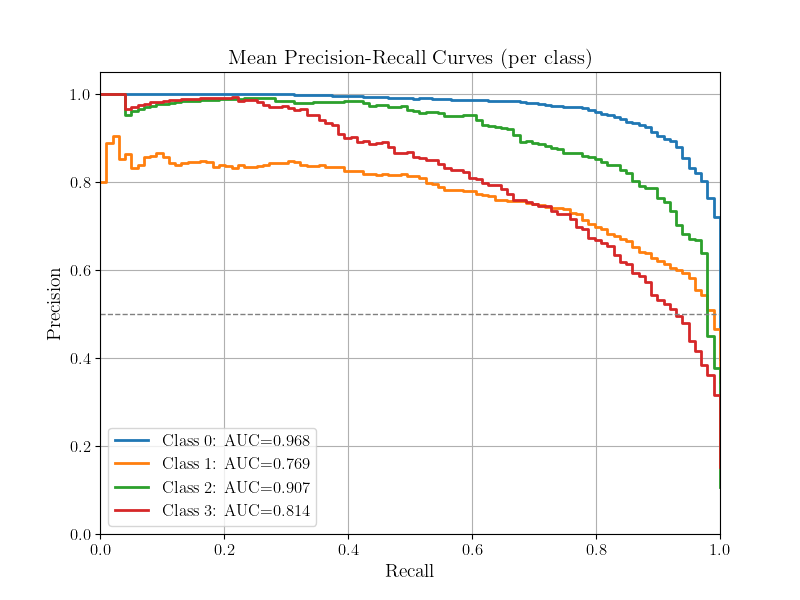 Mean Precision-Recall Curves (per class)
1.0
0.8
0.6
0.4
0.2
0.0
Precision
Class 0: AUC=0.968
Class 1: AUC=0.769
Class 2: AUC=0.907
Class 3: AUC=0.814
0.0 0.2 0.4 0.6 0.8 1.0
Recall